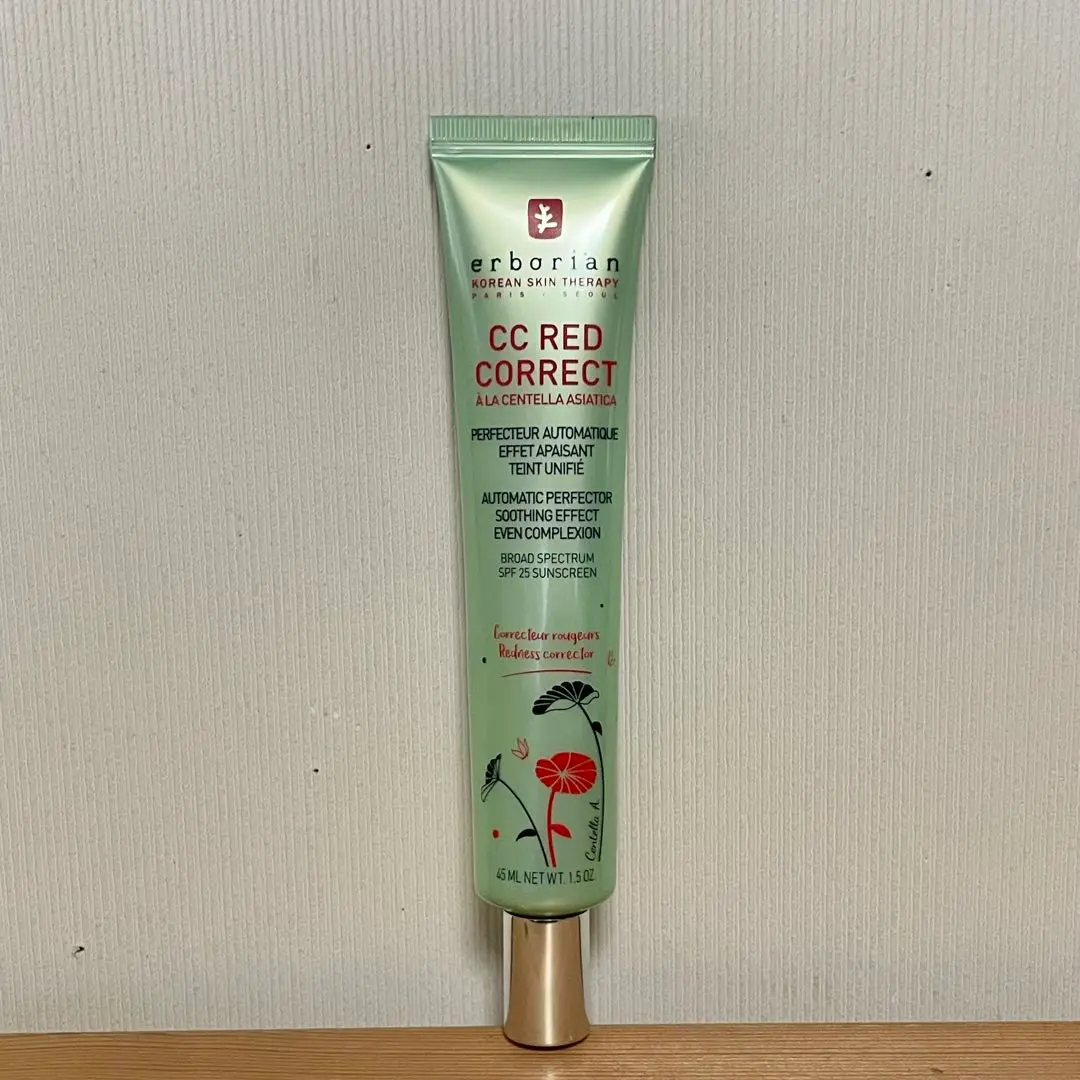 erborian
KOREAN SKIN THERAPY
PARIS - SEOUL
CC RED
CORRECT
À LA CENTELLA ASIATICA
PERFECTEUR AUTOMATIQUE
EFFET APAISANT
TEINT UNIFIÉ
AUTOMATIC PERFECTOR
SOOTHING EFFECT
EVEN COMPLEXION
BROAD SPECTRUM
SPF 25 SUNSCREEN
Correcteur rougeurs
Redness corrector
Centella A.
45 ML NET WT. 1.5 OZ